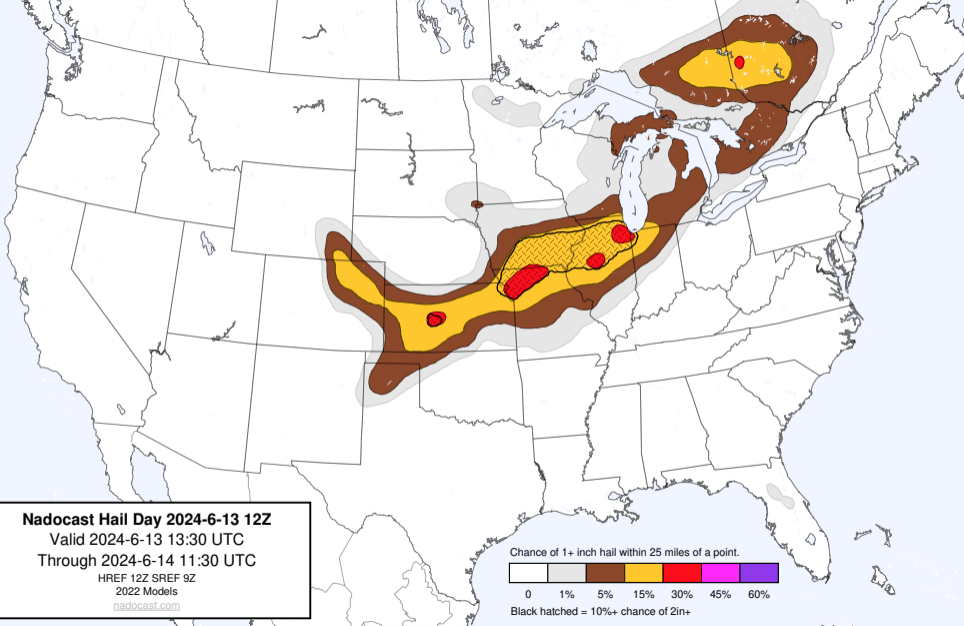 Nadocast Hail Day 2024-6-13 12Z
Valid 2024-6-13 13:30 UTC
Through 2024-6-14 11:30 UTC
HREF 12Z SREF 9Z
2022 Models
nadocast.com
Chance of 1+ inch hail within 25 miles of a point.
0 1% 5% 15% 30% 45% 60%
Black hatched = 10%+ chance of 2in+